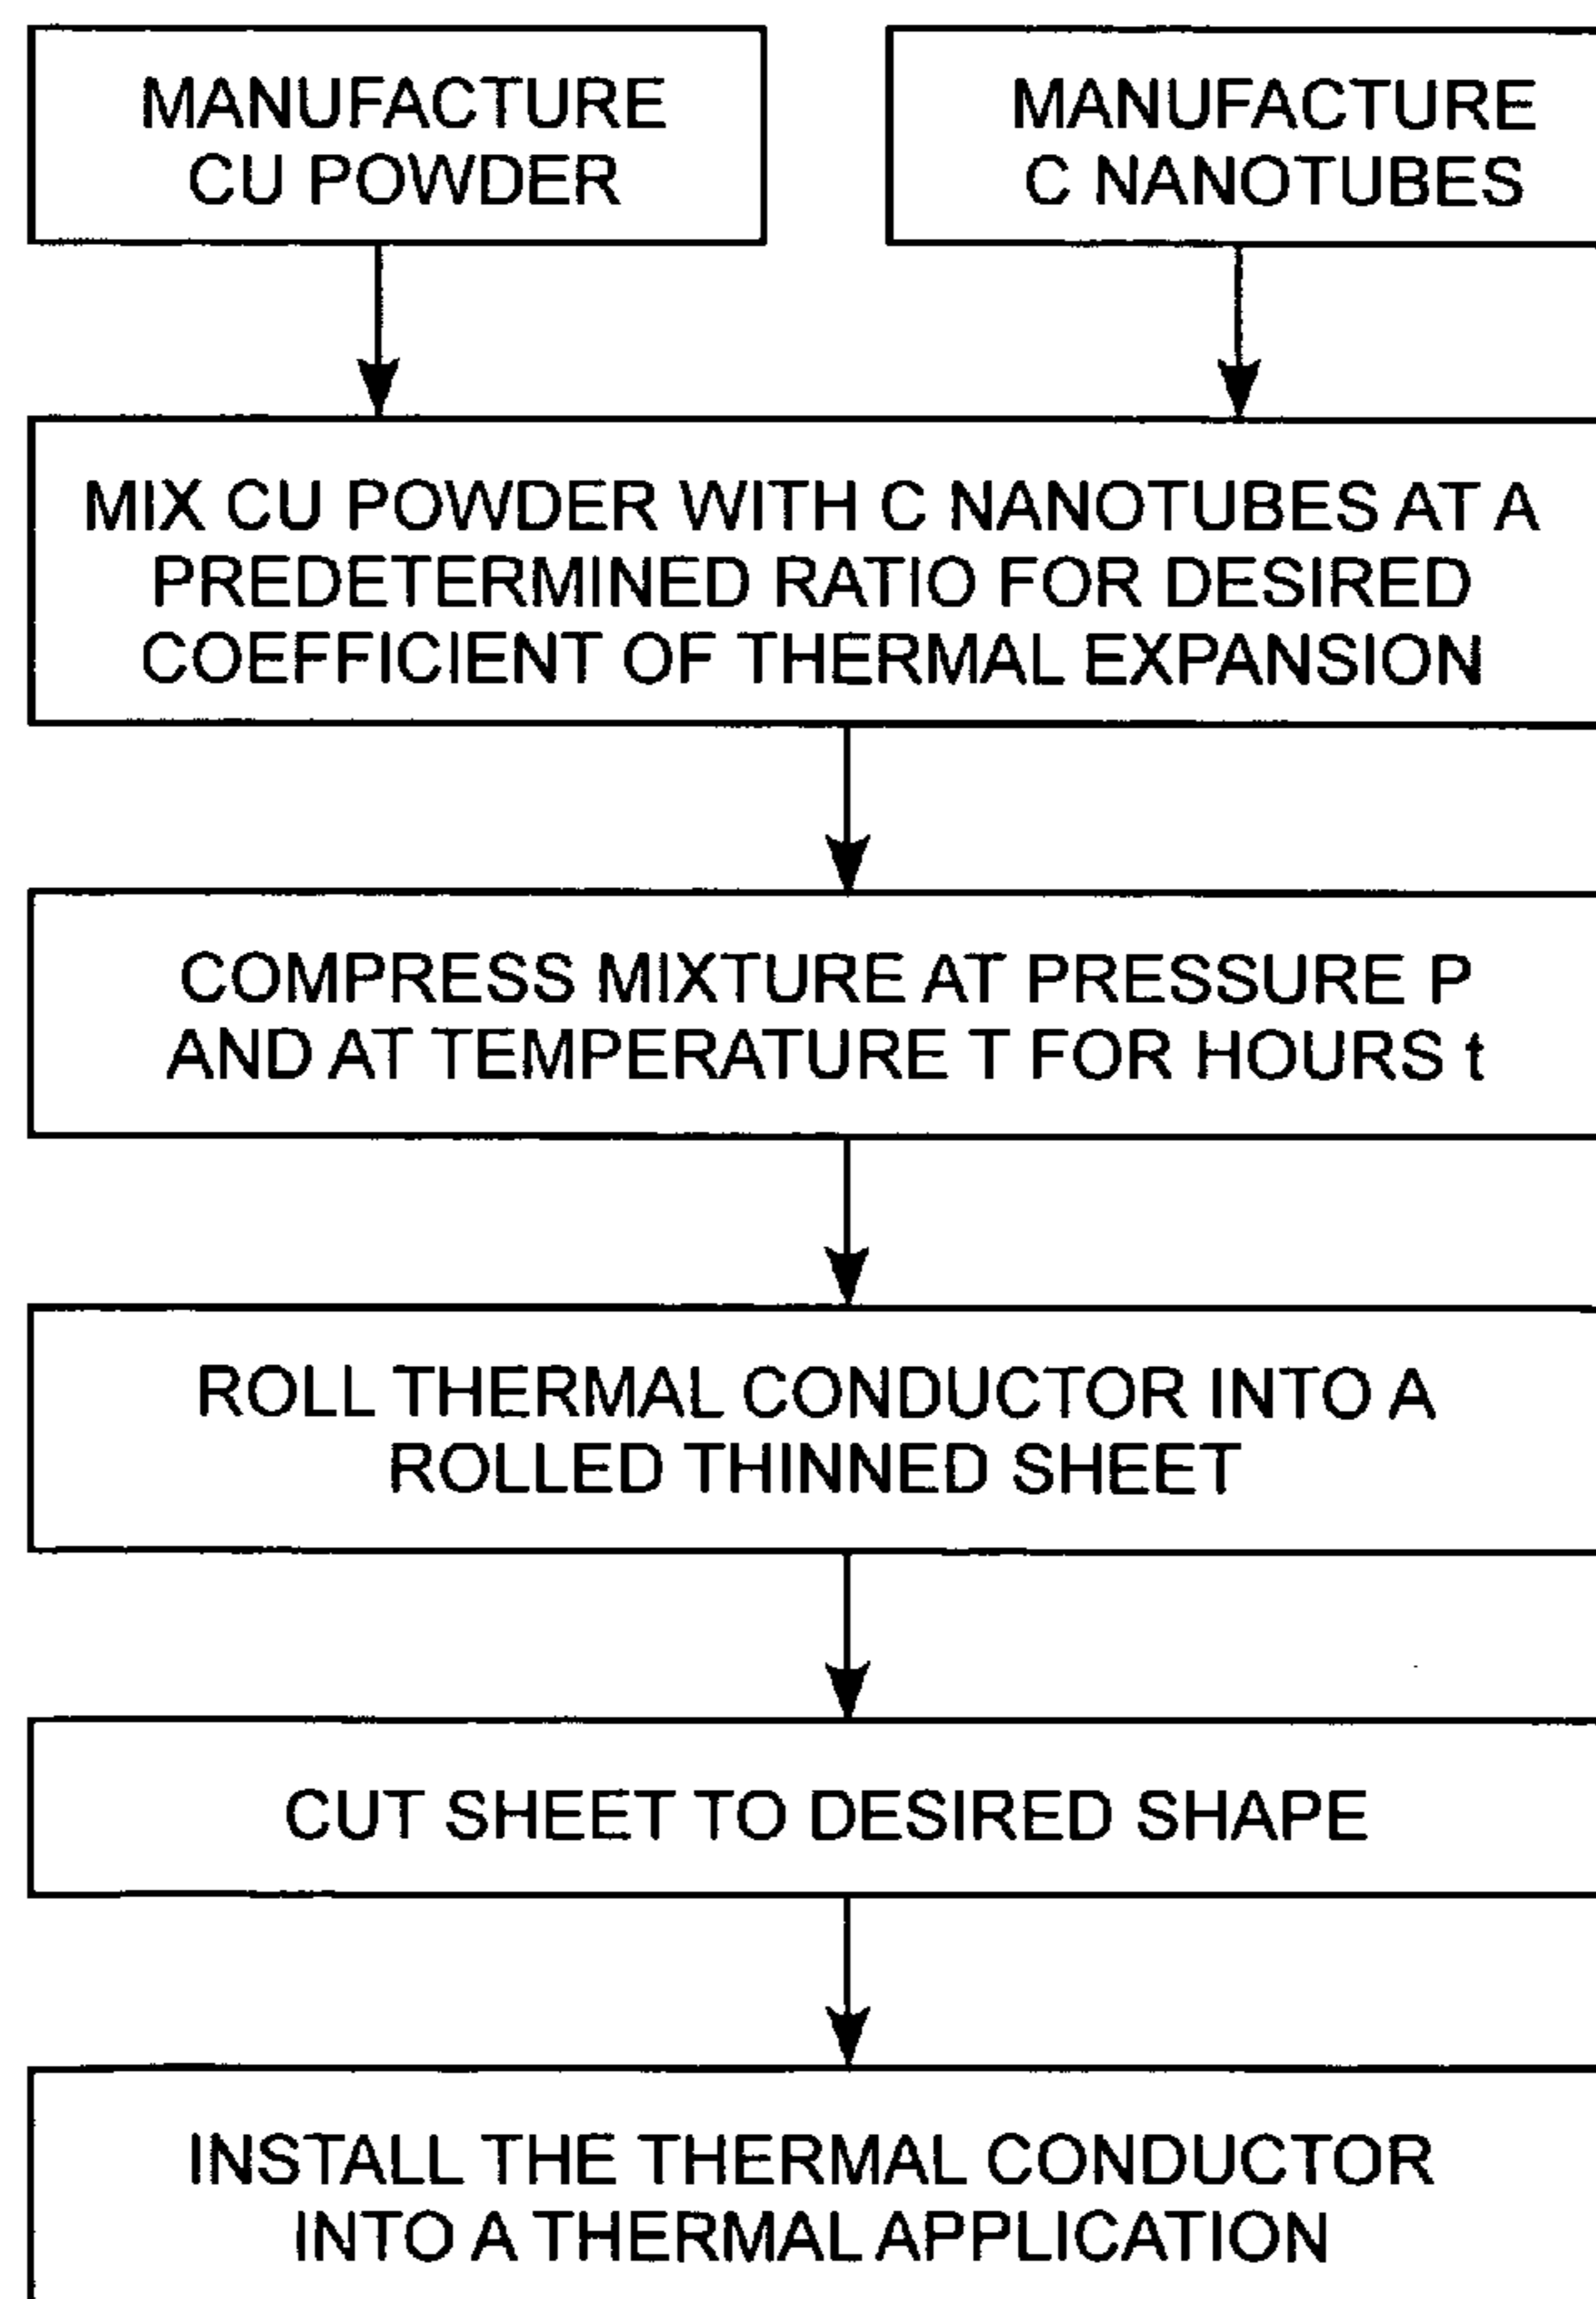 MANUFACTURE
CU POWDER
MANUFACTURE
C NANOTUBES
MIX CU POWDER WITH C NANOTUBES AT A
PREDETERMINED RATIO FOR DESIRED
COEFFICIENT OF THERMAL EXPANSION
COMPRESS MIXTURE AT PRESSURE P
AND AT TEMPERATURE T FOR HOURS t
ROLL THERMAL CONDUCTOR INTO A
ROLLED THINNED SHEET
CUT SHEET TO DESIRED SHAPE
INSTALL THE THERMAL CONDUCTOR
INTO A THERMAL APPLICATION